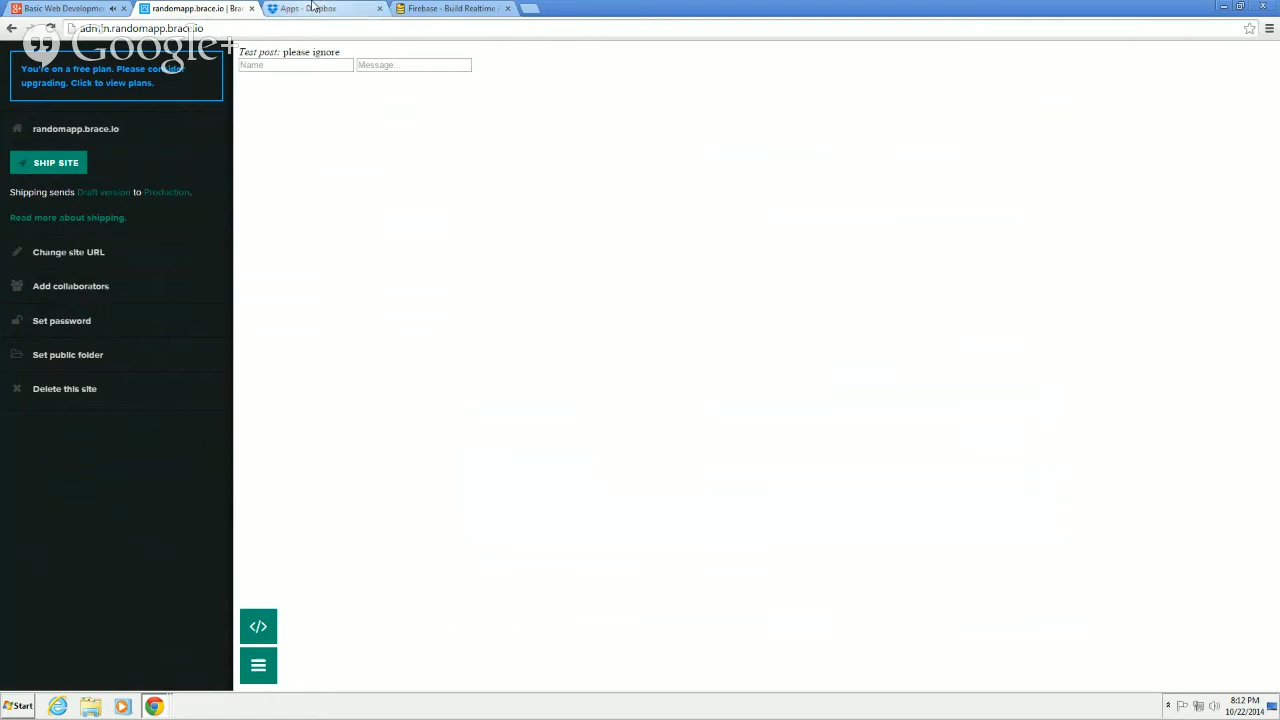 Basic Web Developmen
randomapp.brace.io | Brac
Apps - Dropbox
Firebase - Build Realtime A
admin.randomapp.brace.io
Google+
You're on a free plan. Please consider
upgrading. Click to view plans.
randomapp.brace.io
SHIP SITE
Shipping sends Draft version to Production.
Read more about shipping.
Change site URL
Add collaborators
Set password
Set public folder
Delete this site
Test post: please ignore
Name
Message...
</>
Start
8:12 PM
10/22/2014